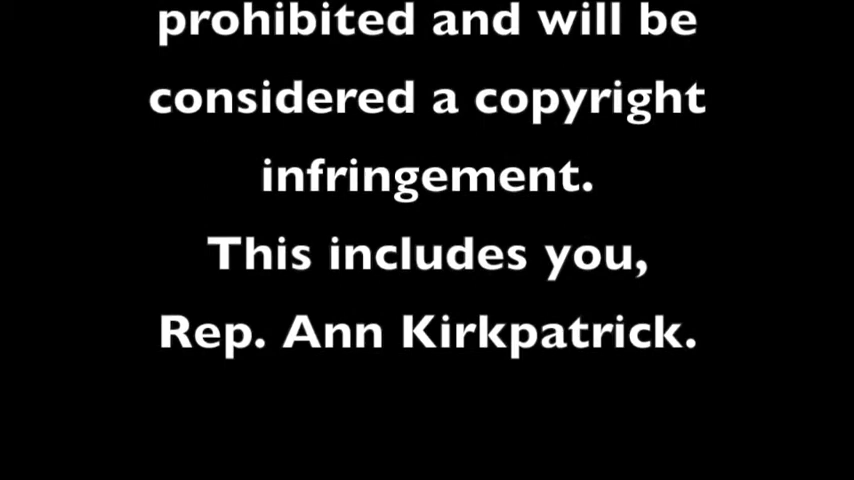 prohibited and will be
considered a copyright
infringement.
This includes you,
Rep. Ann Kirkpatrick.